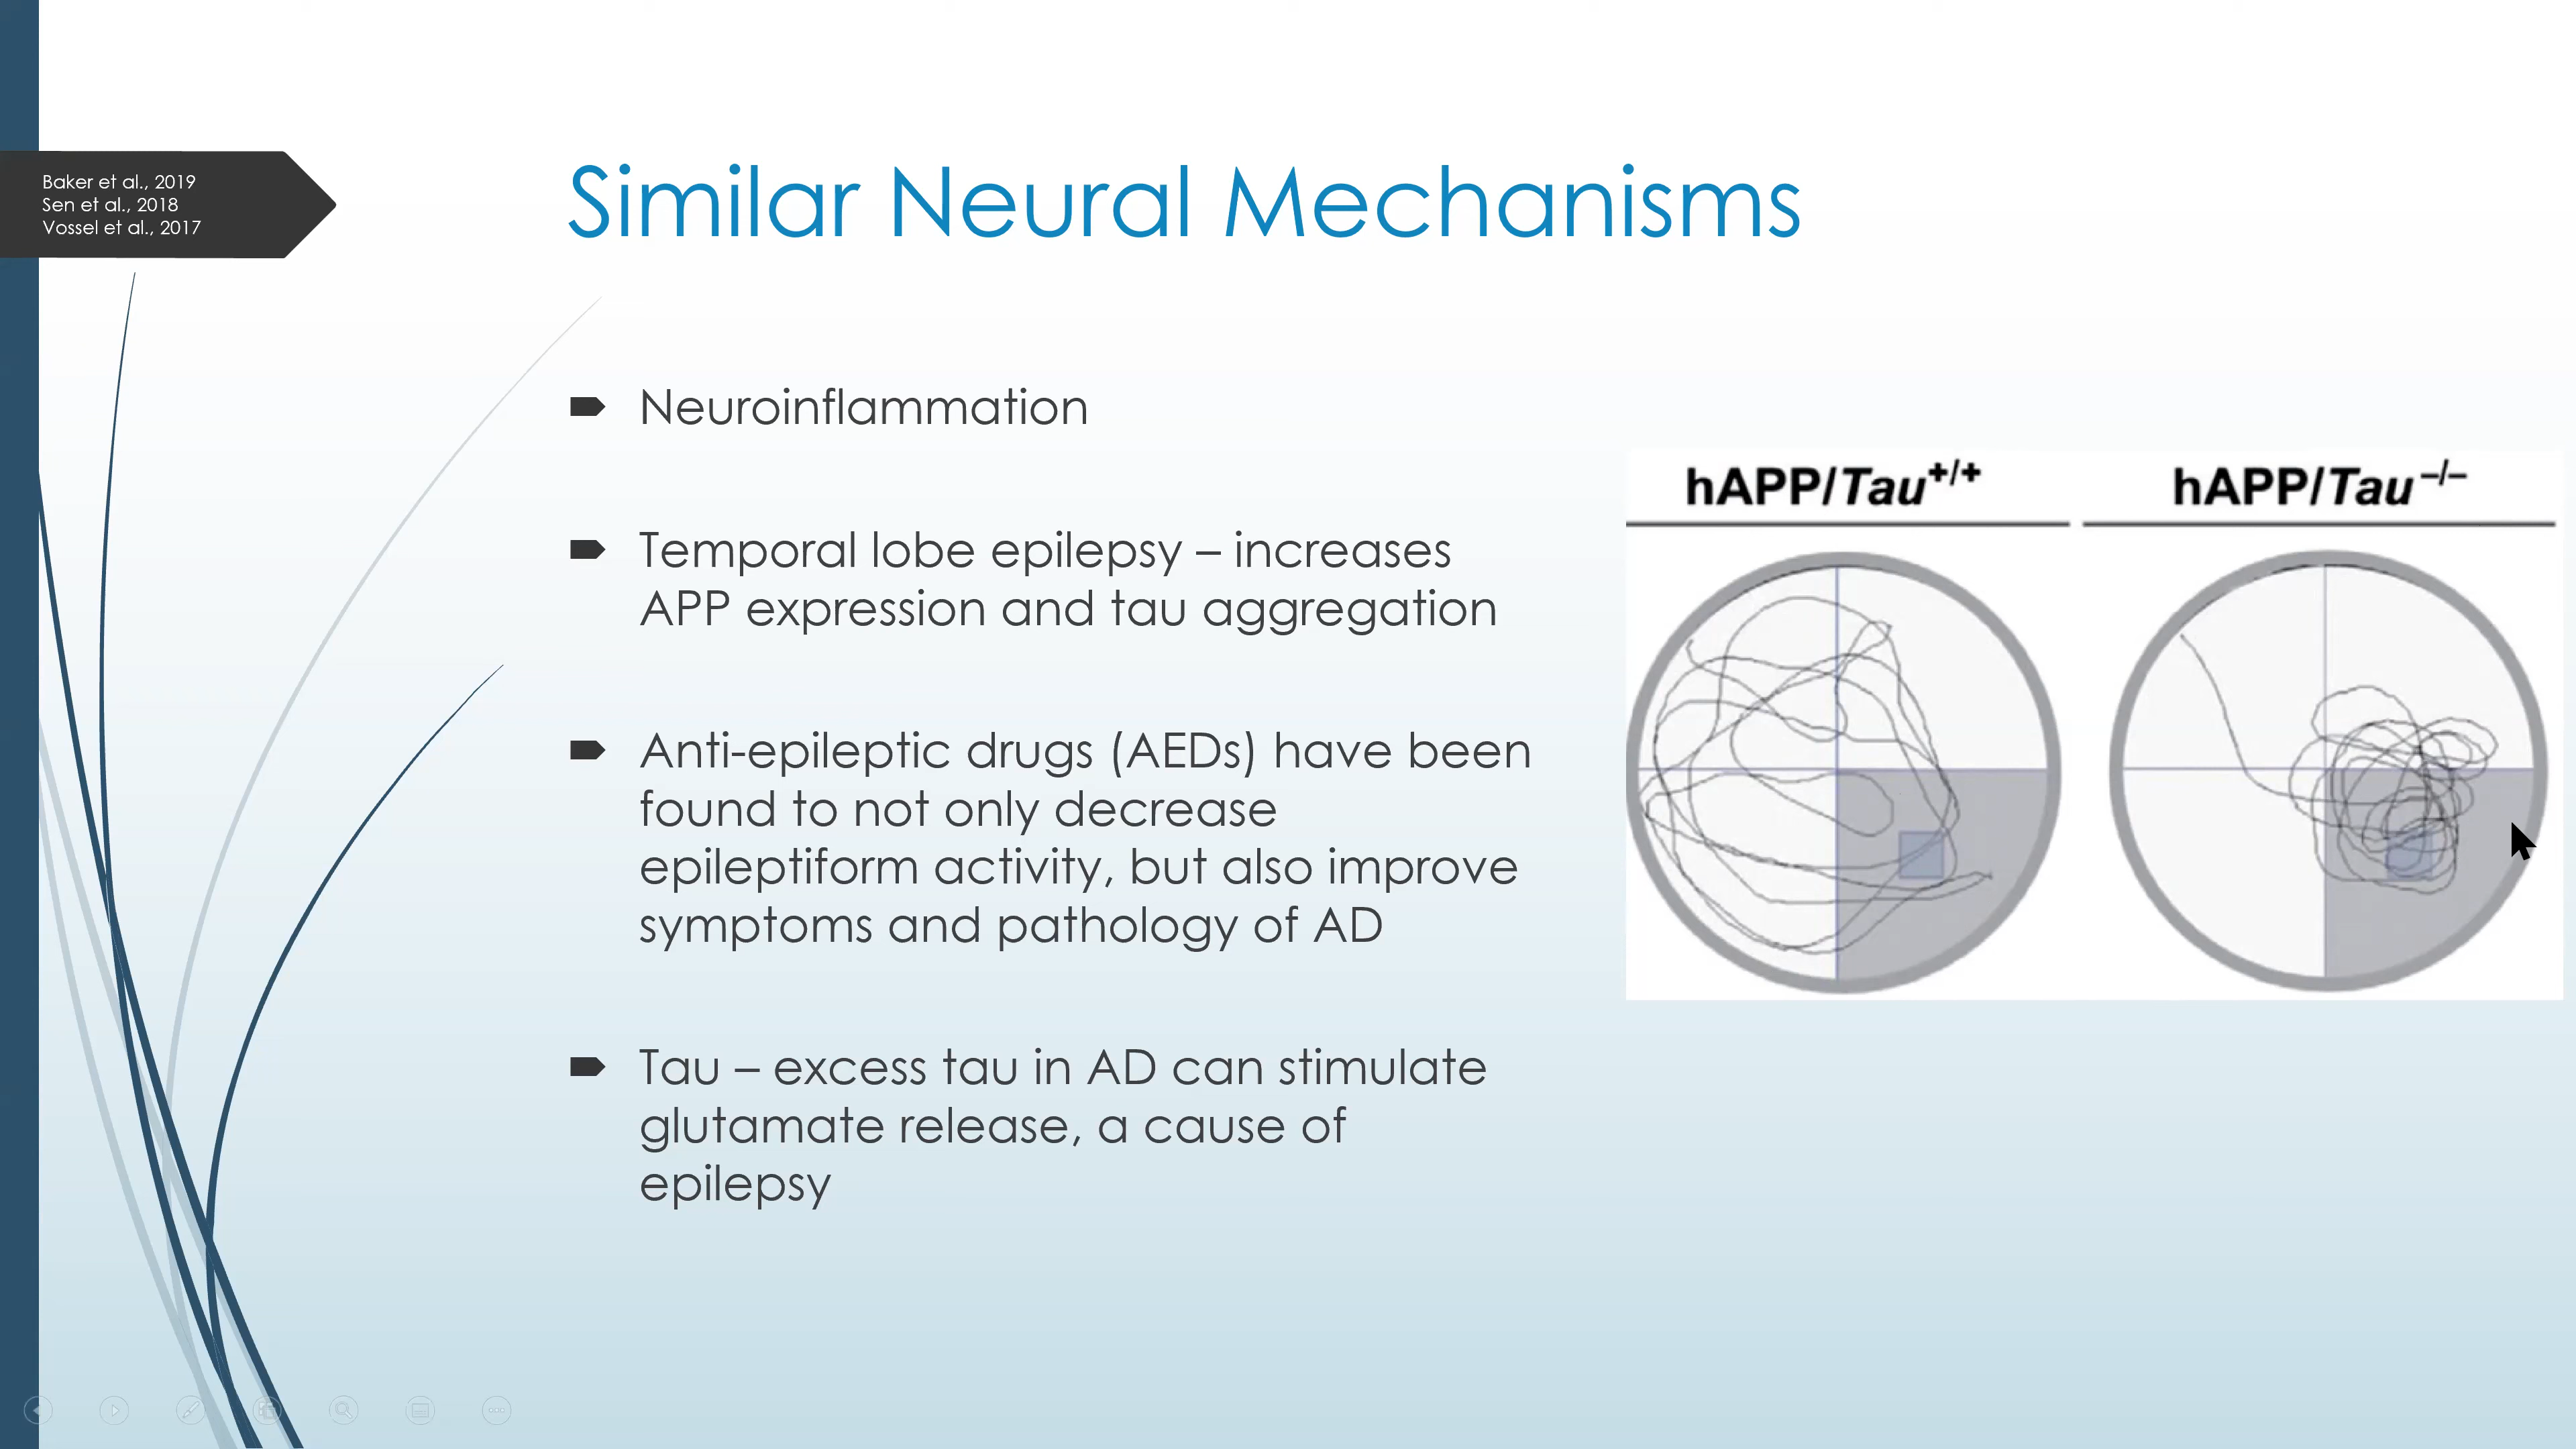 Baker et al., 2019
Sen et al., 2018
Vossel et al., 2017
Similar Neural Mechanisms
Neuroinflammation
Temporal lobe epilepsy – increases
APP expression and tau aggregation
Anti-epileptic drugs (AEDs) have been
found to not only decrease
epileptiform activity, but also improve
symptoms and pathology of AD
Tau – excess tau in AD can stimulate
glutamate release, a cause of
epilepsy
hAPP/Tau+/+
hAPP/Tau–/–